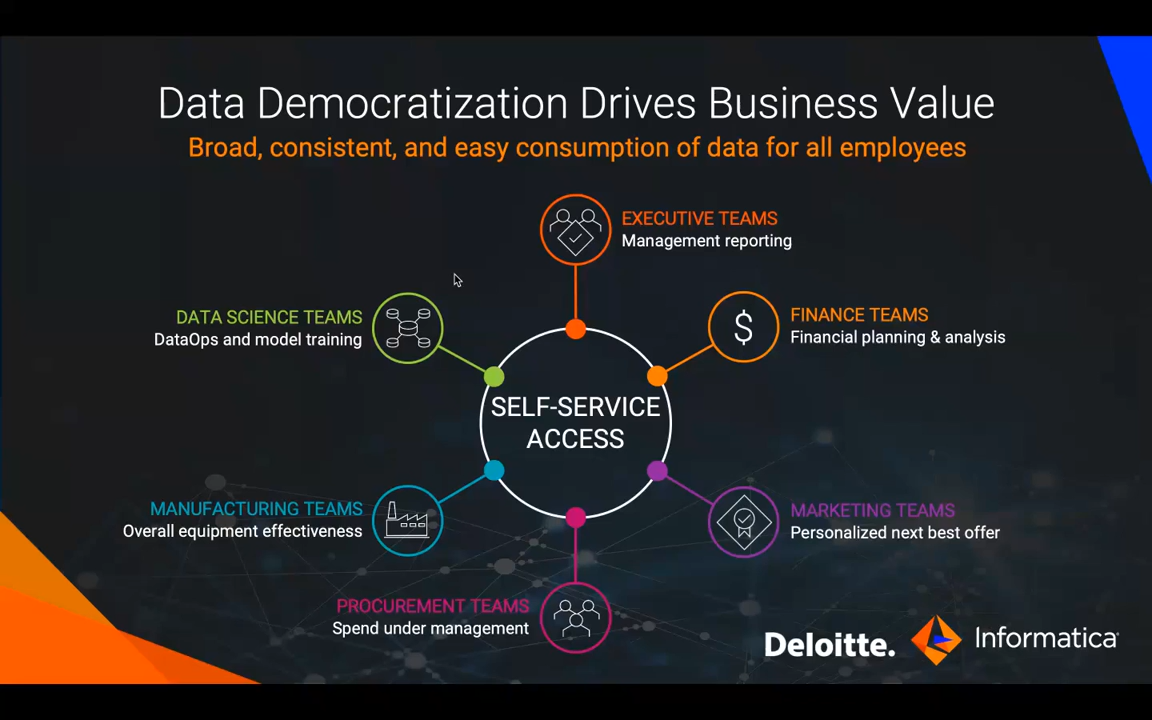 Data Democratization Drives Business Value
Broad, consistent, and easy consumption of data for all employees
EXECUTIVE TEAMS
Management reporting
DATA SCIENCE TEAMS
DataOps and model training
FINANCE TEAMS
$
Financial planning & analysis
SELF-SERVICE
ACCESS
MANUFACTURING TEAMS
Overall equipment effectiveness
MARKETING TEAMS
Personalized next best offer
PROCUREMENT TEAMS
Spend under management
Deloitte.
Informatica